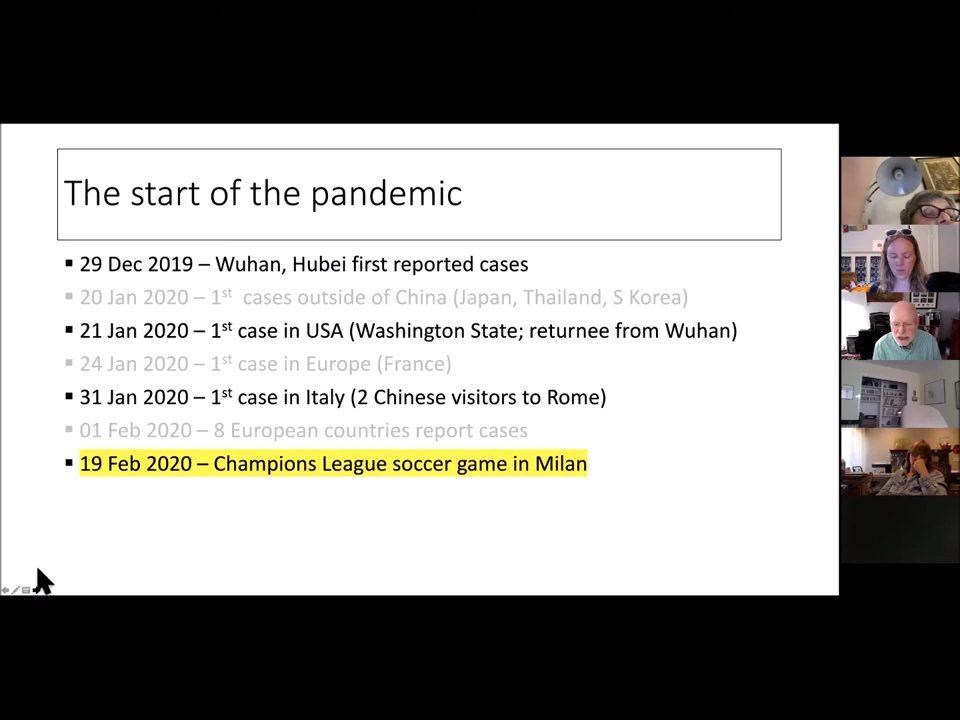 The start of the pandemic
▪ 29 Dec 2019 – Wuhan, Hubei first reported cases
▪ 20 Jan 2020 – 1st cases outside of China (Japan, Thailand, S Korea)
▪ 21 Jan 2020 – 1st case in USA (Washington State; returnee from Wuhan)
▪ 24 Jan 2020 – 1st case in Europe (France)
▪ 31 Jan 2020 – 1st case in Italy (2 Chinese visitors to Rome)
▪ 01 Feb 2020 – 8 European countries report cases
▪ 19 Feb 2020 – Champions League soccer game in Milan